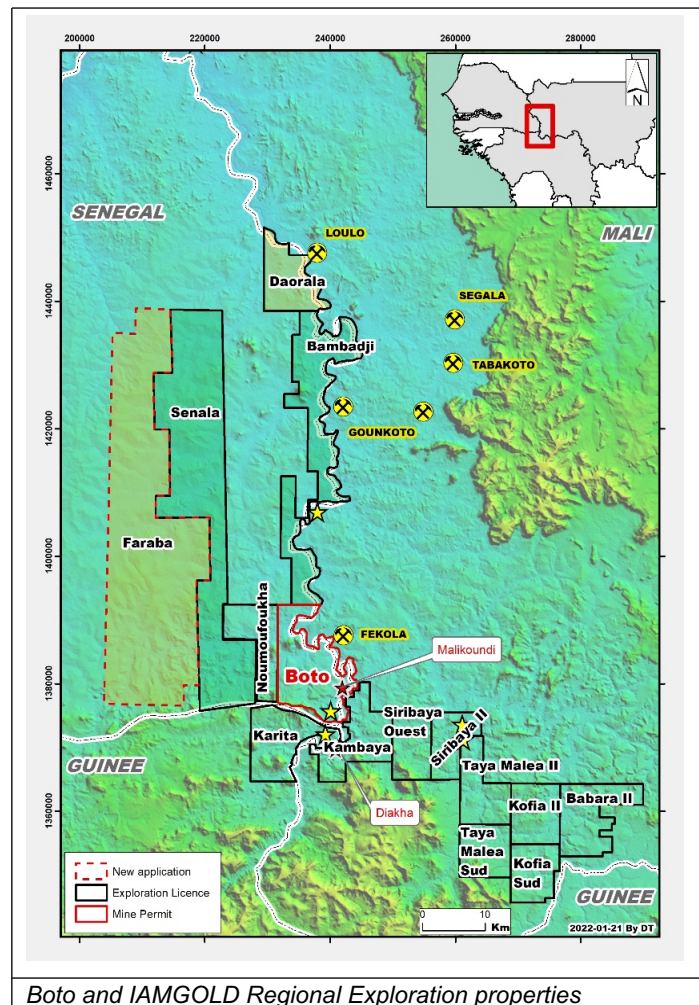 200000
220000
240000
260000
280000
N
1460000
SENEGAL
MALI
LOULO
Daorala
1440000
SEGALA
Bambadji
TABAKOTO
Senala
1420000
GOUNKOTO
Faraba
1400000
Noumoufoukha
FEKOLA
Malikoundi
Boto
1380000
Siribaya
Ouest
Siribaya II
Karita
Kambaya
GUINEE
Taya Malea II
Diakha
Kofia II
Babara II
1360000
Taya
Malea
Sud
Kofia
Sud
GUINEE
New application
Exploration Licence
Mine Permit
0 10
Km
2022-01-21 By DT
Boto and IAMGOLD Regional Exploration properties